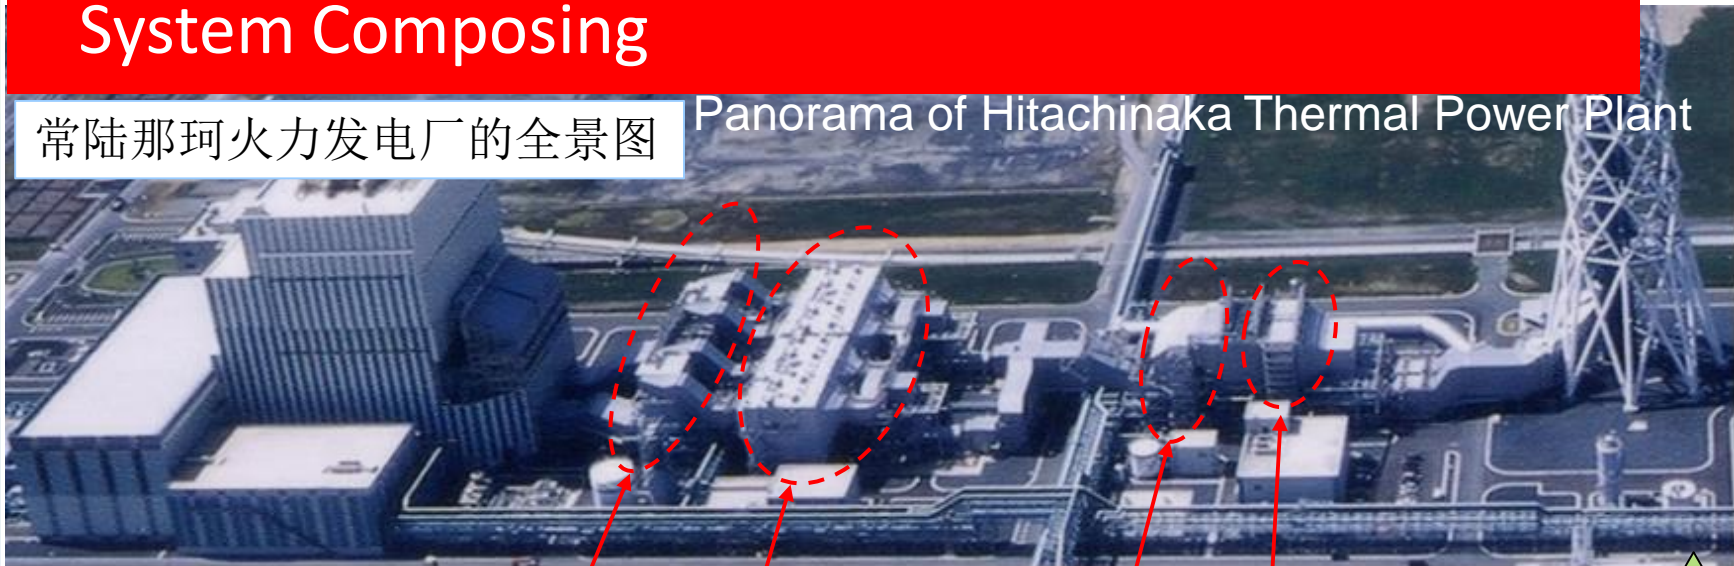 System Composing
常陆那珂火力发电厂的全景图
Panorama of Hitachinaka Thermal Power Plant